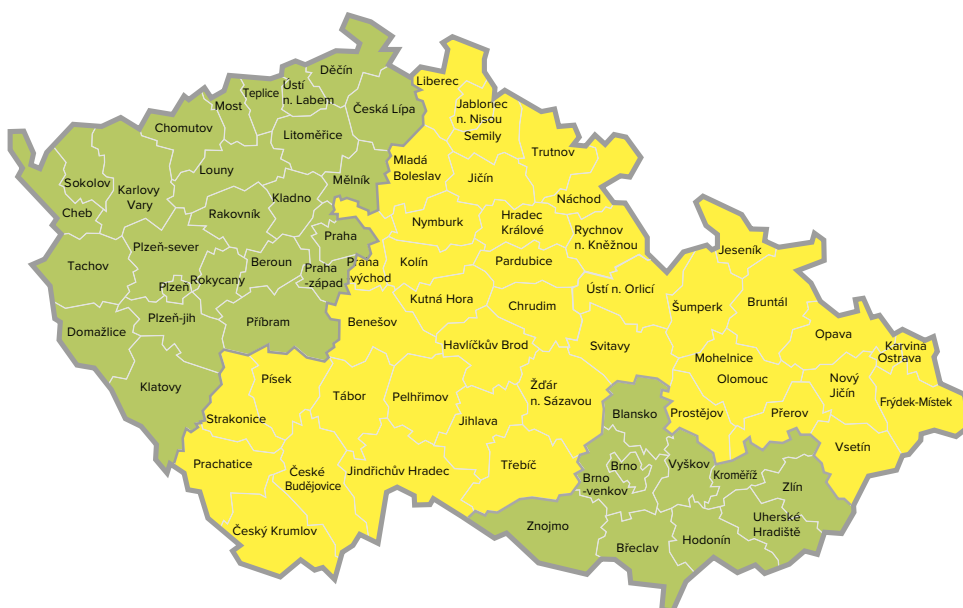 Děčín
Liberec
Ústí
n. Labem
Teplice
Most
Česká Lípa
Jablonec
n. Nisou
Semily
Chomutov
Litoměřice
Trutnov
Mladá
Boleslav
Louny
Jičín
Mělník
Sokolov
Karlovy
Vary
Kladno
Náchod
Cheb
Rakovník
Nymburk
Hradec
Králové
Rychnov
n. Kněžnou
Praha
Plzeň-sever
Jeseník
Tachov
Beroun
Praha
-západ
Praha
východ
Kolín
Pardubice
Plzeň
Rokycany
Ústí n. Orlicí
Kutná Hora
Chrudim
Šumperk
Bruntál
Plzeň-jih
Příbram
Benešov
Domažlice
Opava
Havlíčkův Brod
Svitavy
Karviná
Ostrava
Mohelnice
Klatovy
Písek
Olomouc
Nový
Jičín
Tábor
Pelhřimov
Žďár
n. Sázavou
Frýdek-Místek
Strakonice
Jihlava
Blansko
Prostějov
Přerov
Vsetín
Prachatice
České
Budějovice
Jindřichův Hradec
Třebíč
Brno
Brno
-venkov
Vyškov
Kroměříž
Zlín
Český Krumlov
Znojmo
Uherské
Hradiště
Břeclav
Hodonín